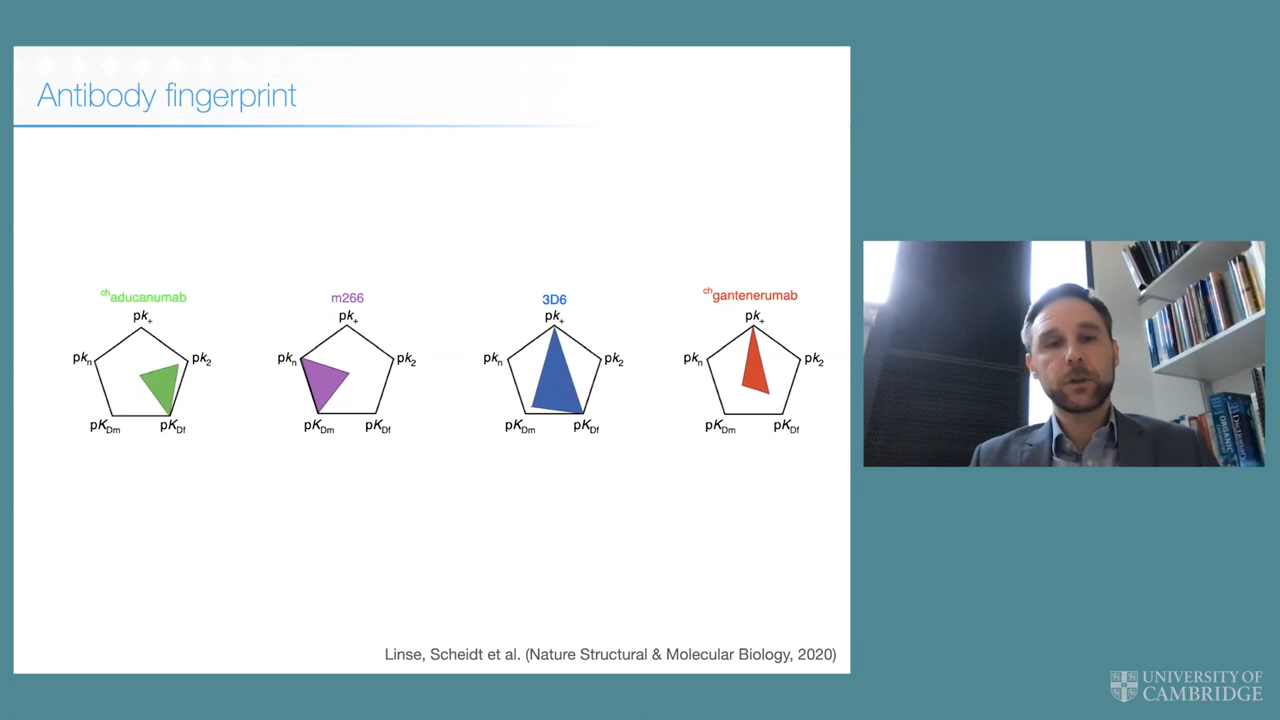 Antibody fingerprint
chaducanumab
pk+
pkn
pk2
pKDm
pKDf
m266
pk+
pkn
pk2
pKDm
pKDf
3D6
pk+
pkn
pk2
pKDm
pKDf
chgantenerumab
pk+
pkn
pk2
pKDm
pKDf
Linse, Scheidt et al. (Nature Structural & Molecular Biology, 2020)
ORGANIC
Dictionary
UNIVERSITY OF
CAMBRIDGE